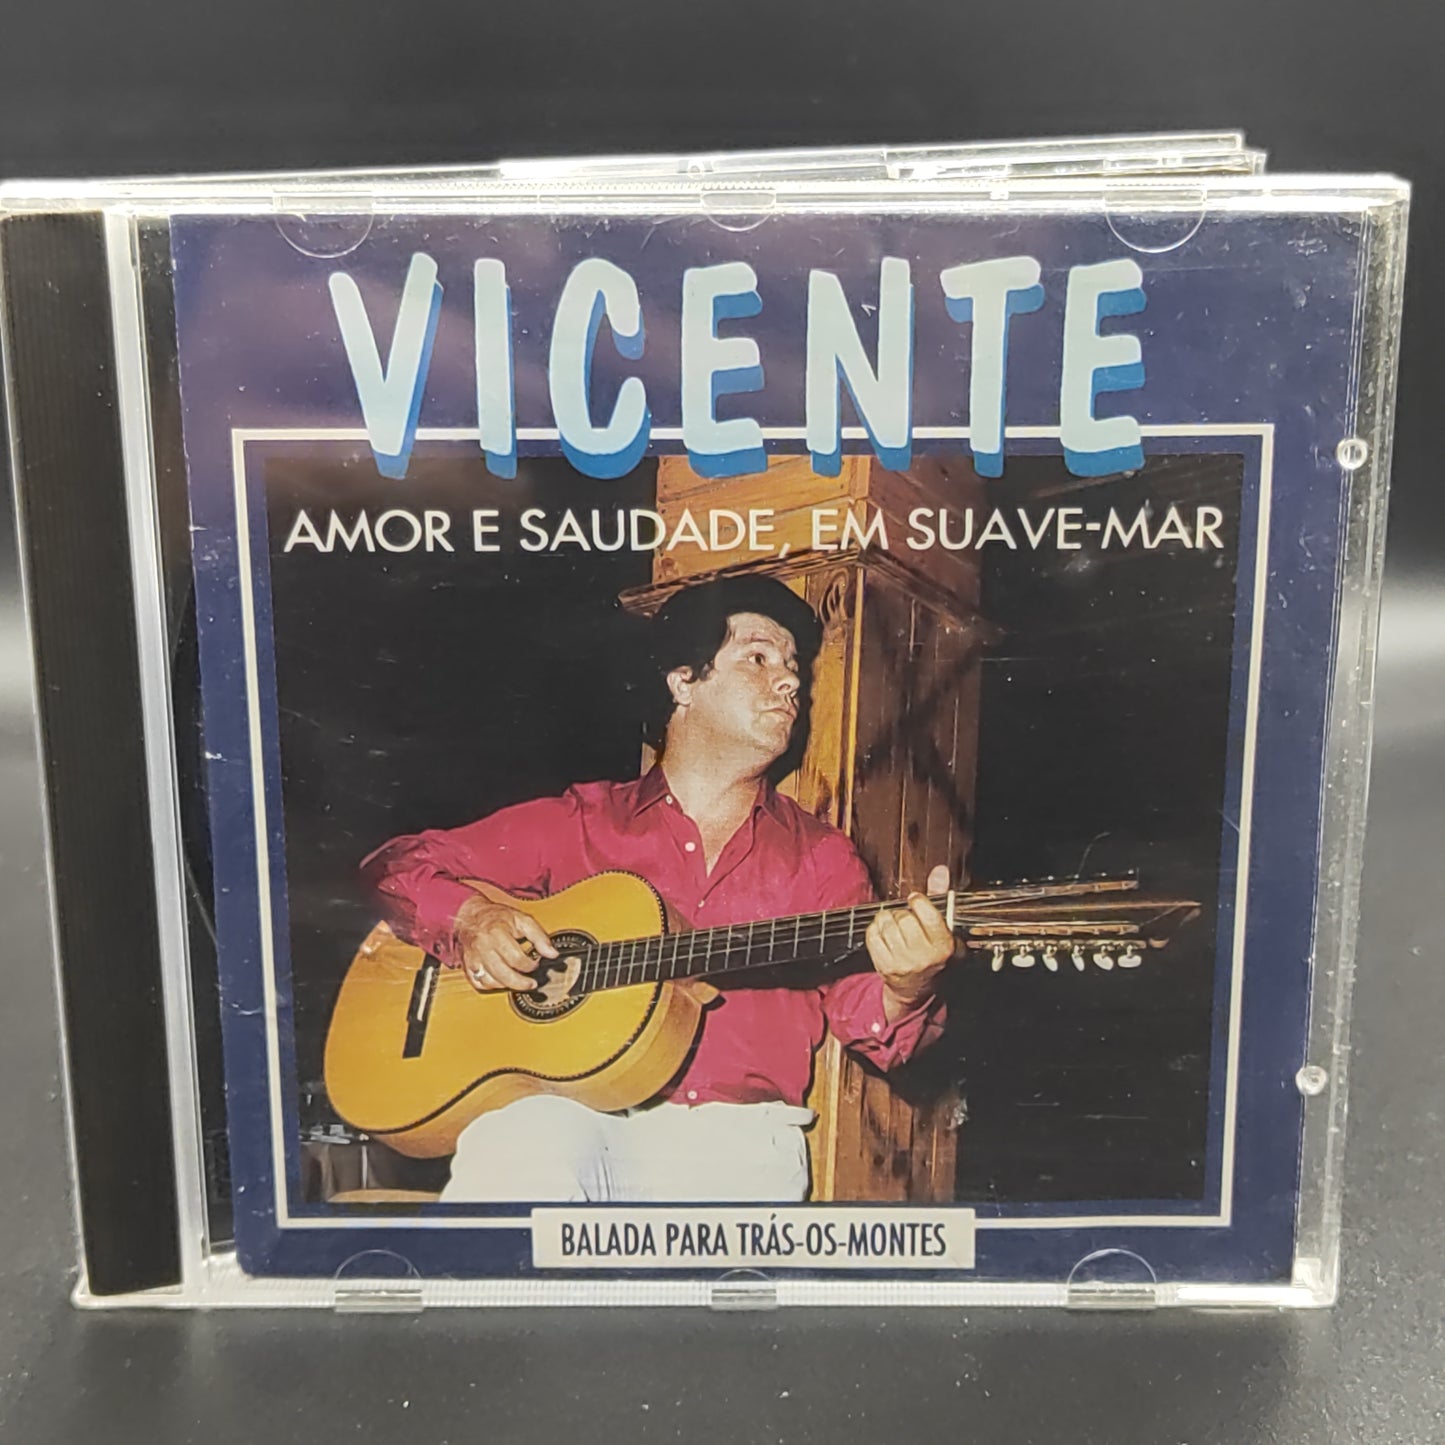 VICENTE
AMOR E SAUDADE, EM SUAVE-MAR
BALADA PARA TRÁS-OS-MONTES